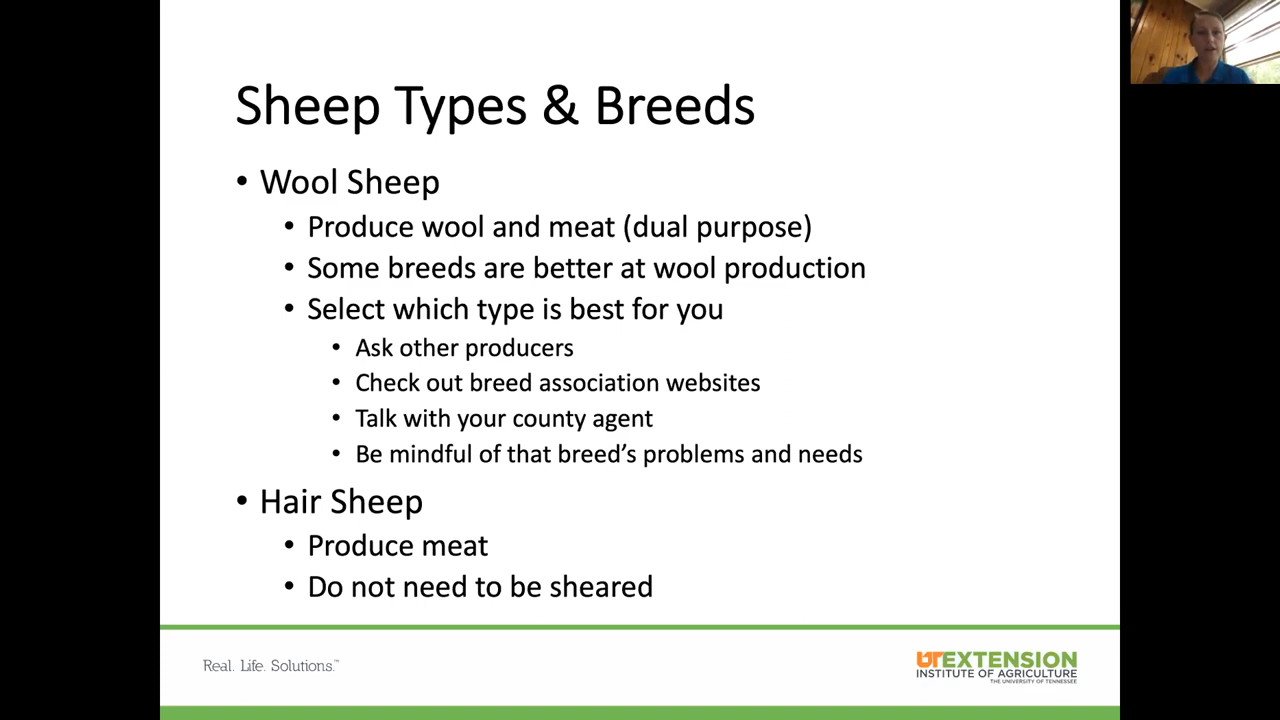 Sheep Types & Breeds
• Wool Sheep
• Produce wool and meat (dual purpose)
• Some breeds are better at wool production
• Select which type is best for you
• Ask other producers
• Check out breed association websites
• Talk with your county agent
• Be mindful of that breed's problems and needs
• Hair Sheep
• Produce meat
• Do not need to be sheared
Real. Life. Solutions.™
UT EXTENSION
INSTITUTE OF AGRICULTURE
THE UNIVERSITY OF TENNESSEE